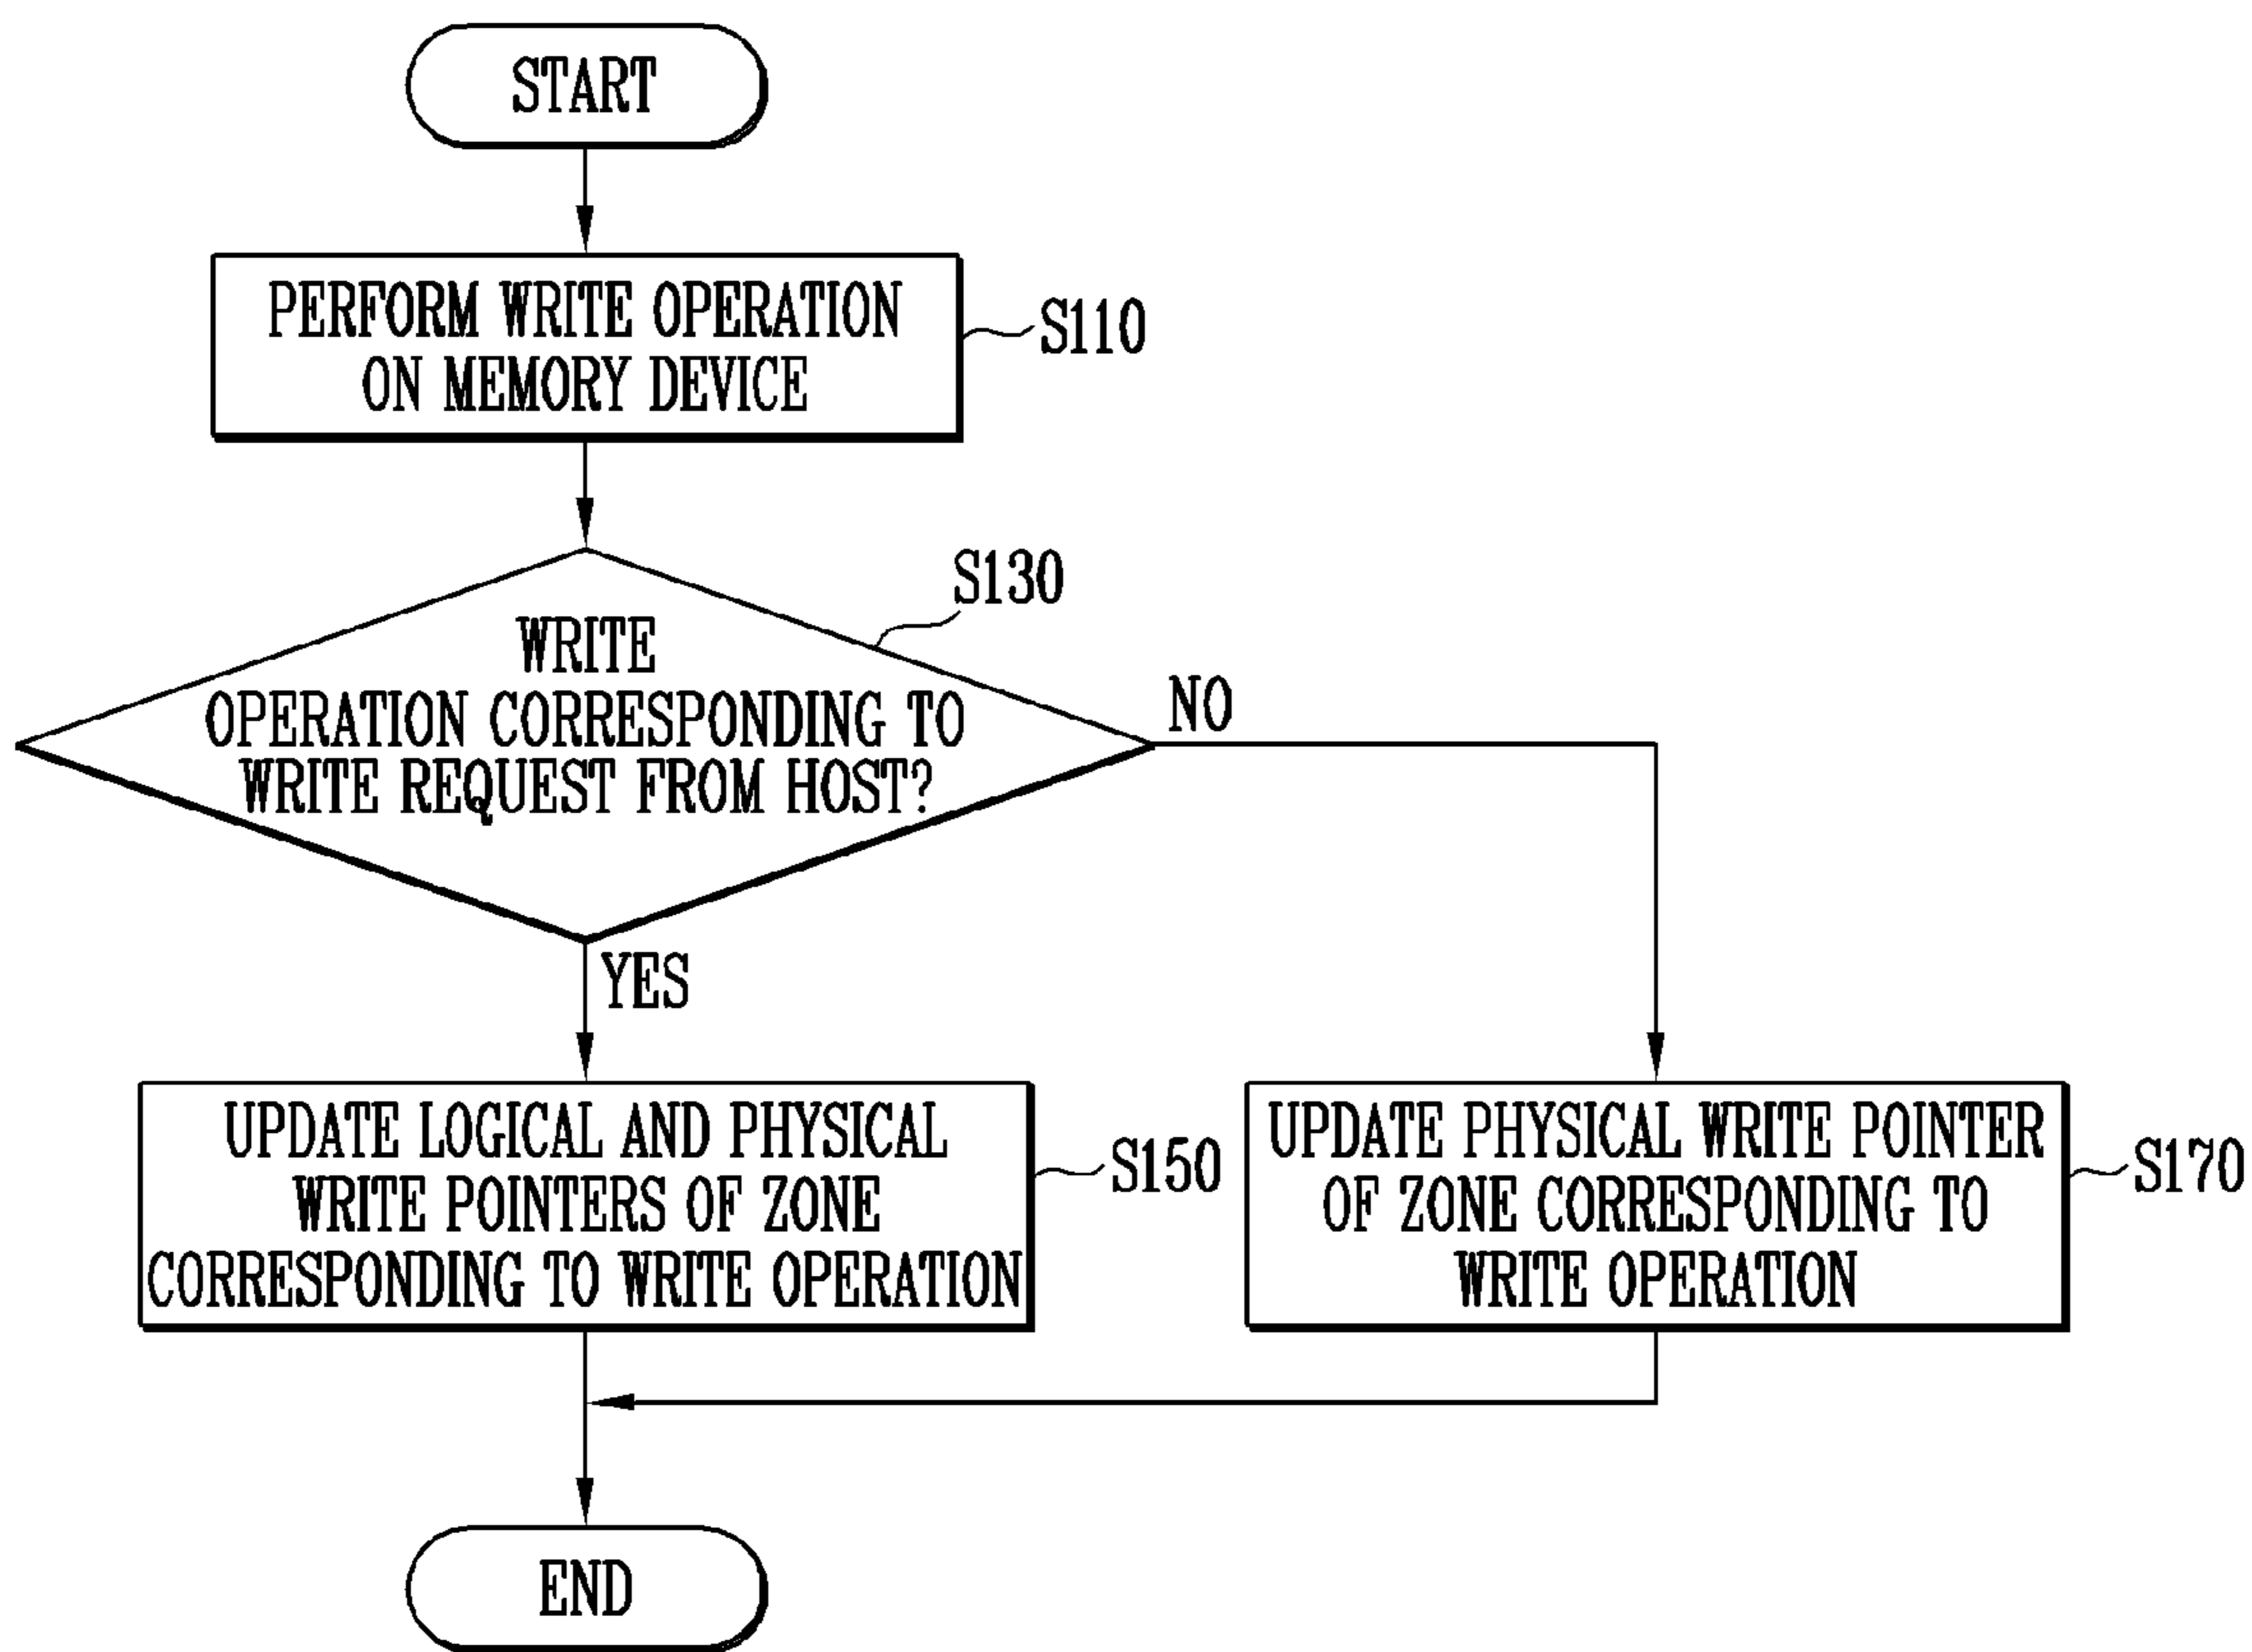 START
PERFORM WRITE OPERATION
ON MEMORY DEVICE
S110
S130
WRITE
OPERATION CORRESPONDING TO
WRITE REQUEST FROM HOST?
NO
YES
UPDATE LOGICAL AND PHYSICAL
WRITE POINTERS OF ZONE
CORRESPONDING TO WRITE OPERATION
S150
UPDATE PHYSICAL WRITE POINTER
OF ZONE CORRESPONDING TO
WRITE OPERATION
S170
END